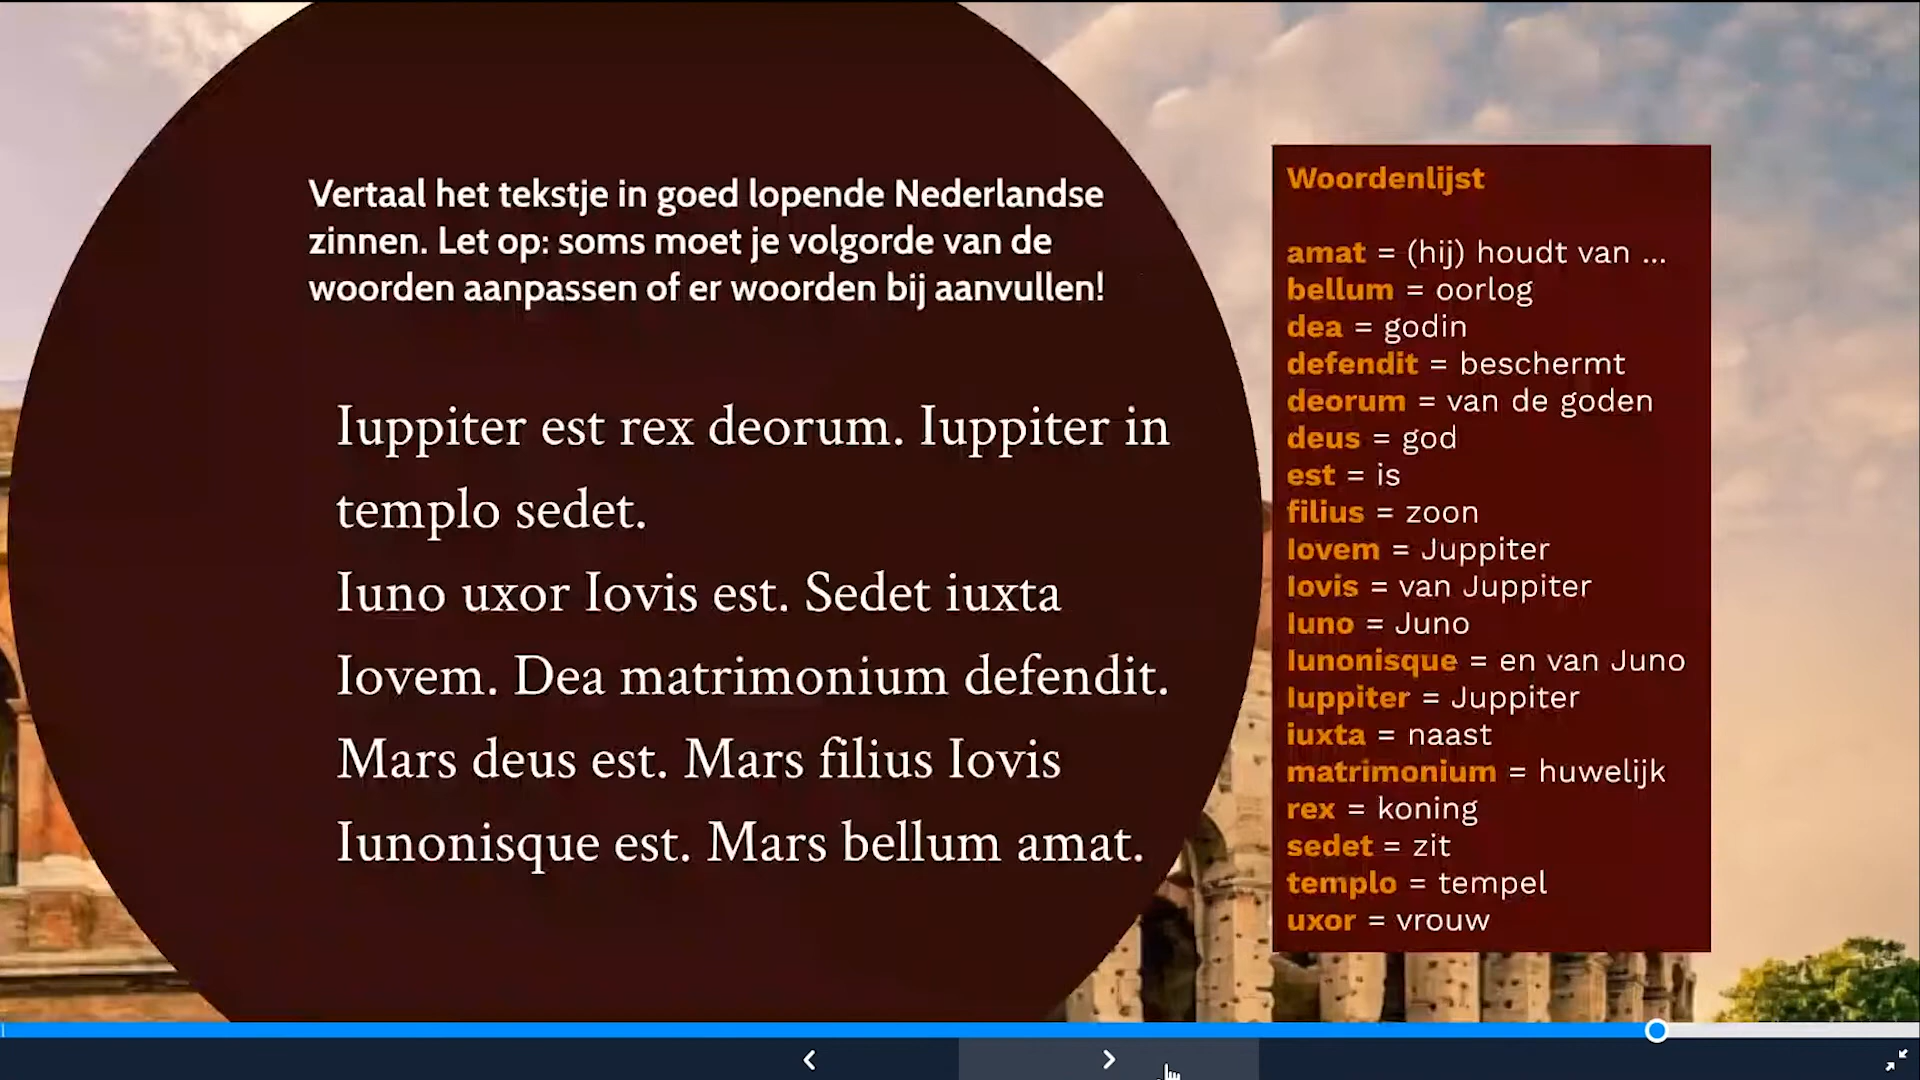 Vertaal het tekstje in goed lopende Nederlandse
zinnen. Let op: soms moet je volgorde van de
woorden aanpassen of er woorden bij aanvullen!
Iuppiter est rex deorum. Iuppiter in
templo sedet.
Iuno uxor Iovis est. Sedet iuxta
Iovem. Dea matrimonium defendit.
Mars deus est. Mars filius Iovis
Iunonisque est. Mars bellum amat.
Woordenlijst
amat = (hij) houdt van ...
bellum = oorlog
dea = godin
defendit = beschermt
deorum = van de goden
deus = god
est = is
filius = zoon
Iovem = Juppiter
Iovis = van Juppiter
Iuno = Juno
Iunonisque = en van Juno
Iuppiter = Juppiter
iuxta = naast
matrimonium = huwelijk
rex = koning
sedet = zit
templo = tempel
uxor = vrouw